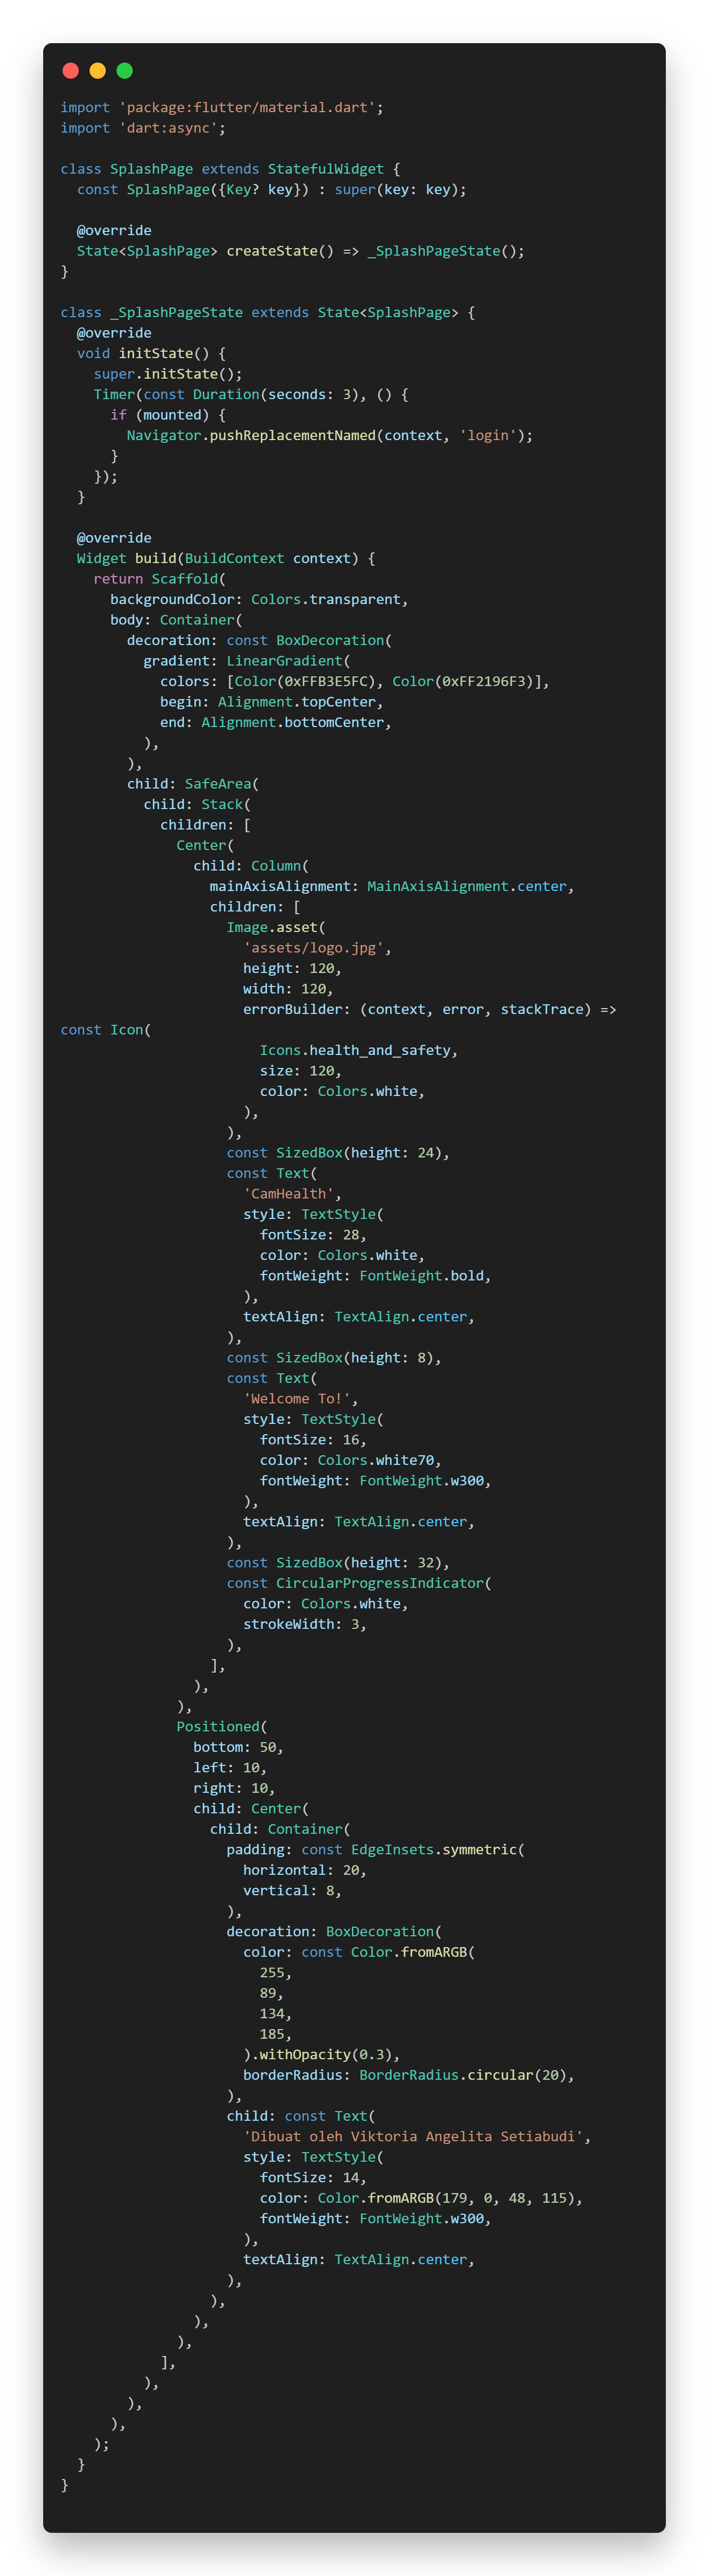 import 'package:flutter/material.dart';
import 'dart:async';

class SplashPage extends StatefulWidget {
  const SplashPage({Key? key}) : super(key: key);

  @override
  State<SplashPage> createState() => _SplashPageState();
}

class _SplashPageState extends State<SplashPage> {
  @override
  void initState() {
    super.initState();
    Timer(const Duration(seconds: 3), () {
      if (mounted) {
        Navigator.pushReplacementNamed(context, 'login');
      }
    });
  }

  @override
  Widget build(BuildContext context) {
    return Scaffold(
      backgroundColor: Colors.transparent,
      body: Container(
        decoration: const BoxDecoration(
          gradient: LinearGradient(
            colors: [Color(0xFFB3E5FC), Color(0xFF2196F3)],
            begin: Alignment.topCenter,
            end: Alignment.bottomCenter,
          ),
        ),
        child: SafeArea(
          child: Stack(
            children: [
              Center(
                child: Column(
                  mainAxisAlignment: MainAxisAlignment.center,
                  children: [
                    Image.asset(
                      'assets/logo.jpg',
                      height: 120,
                      width: 120,
                      errorBuilder: (context, error, stackTrace) =>
const Icon(
                        Icons.health_and_safety,
                        size: 120,
                        color: Colors.white,
                      ),
                    ),
                    const SizedBox(height: 24),
                    const Text(
                      'CamHealth',
                      style: TextStyle(
                        fontSize: 28,
                        color: Colors.white,
                        fontWeight: FontWeight.bold,
                      ),
                      textAlign: TextAlign.center,
                    ),
                    const SizedBox(height: 8),
                    const Text(
                      'Welcome To!',
                      style: TextStyle(
                        fontSize: 16,
                        color: Colors.white70,
                        fontWeight: FontWeight.w300,
                      ),
                      textAlign: TextAlign.center,
                    ),
                    const SizedBox(height: 32),
                    const CircularProgressIndicator(
                      color: Colors.white,
                      strokeWidth: 3,
                    ),
                  ],
                ),
              ),
              Positioned(
                bottom: 50,
                left: 10,
                right: 10,
                child: Center(
                  child: Container(
                    padding: const EdgeInsets.symmetric(
                      horizontal: 20,
                      vertical: 8,
                    ),
                    decoration: BoxDecoration(
                      color: const Color.fromARGB(
                        255,
                        89,
                        134,
                        185,
                      ).withOpacity(0.3),
                      borderRadius: BorderRadius.circular(20),
                    ),
                    child: const Text(
                      'Dibuat oleh Viktoria Angelita Setiabudi',
                      style: TextStyle(
                        fontSize: 14,
                        color: Color.fromARGB(179, 0, 48, 115),
                        fontWeight: FontWeight.w300,
                      ),
                      textAlign: TextAlign.center,
                    ),
                  ),
                ),
              ),
            ],
          ),
        ),
      ),
    );
  }
}